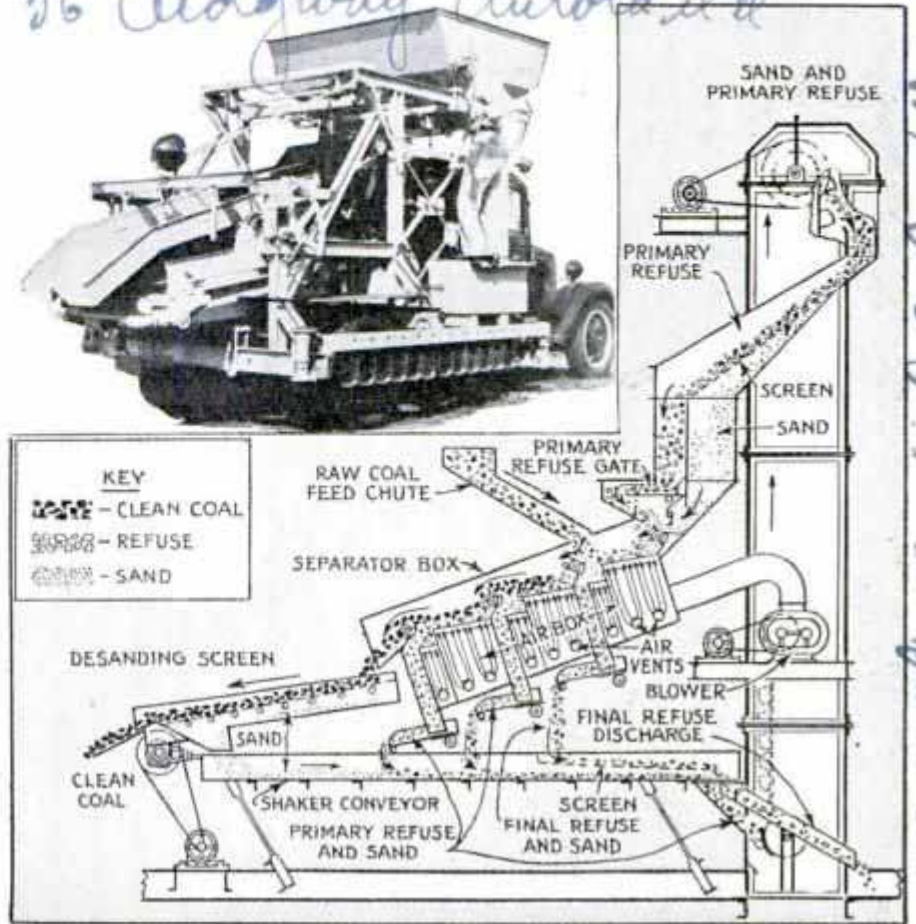 SAND AND
PRIMARY REFUSE
PRIMARY
REFUSE
SCREEN
SAND
PRIMARY
REFUSE GATE
RAW COAL
FEED CHUTE
KEY
- CLEAN COAL
- REFUSE
- SAND
SEPARATOR BOX
AIR BOX
AIR
VENTS
BLOWER
DESANDING SCREEN
FINAL REFUSE
DISCHARGE
SAND
CLEAN
COAL
SHAKER CONVEYOR
SCREEN
PRIMARY REFUSE
AND SAND
FINAL REFUSE
AND SAND